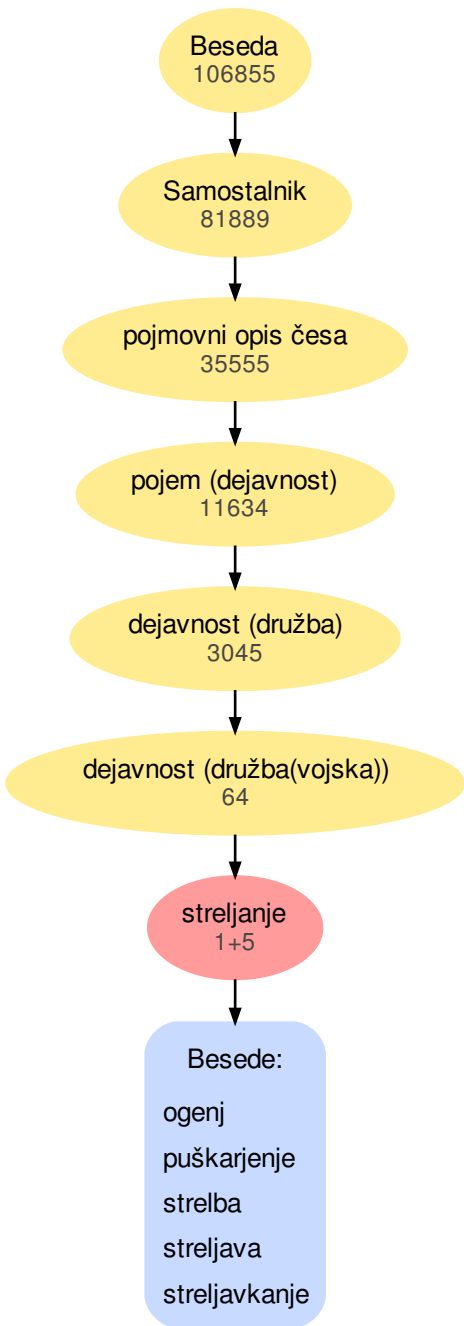 Beseda
106855
Samostalnik
81889
pojmovni opis česa
35555
pojem (dejavnost)
11634
dejavnost (družba)
3045
dejavnost (družba(vojska))
64
streljanje
1+5
Besede:
ogenj
puškarjenje
strelba
streljava
streljavkanje